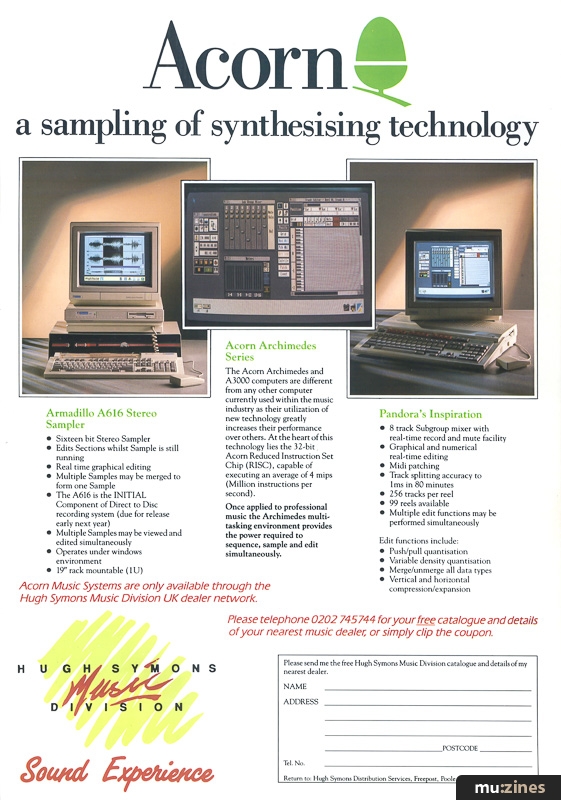 Acorn
a sampling of synthesising technology
Armadillo A616 Stereo
Sampler
● Sixteen bit Stereo Sampler
● Edits Sections whilst Sample is still
running
● Real time graphical editing
● Multiple Samples may be merged to
form one Sample
● The A616 is the INITIAL
Component of Direct to Disc
recording system (due for release
early next year)
● Multiple Samples may be viewed and
edited simultaneously
● Operates under windows
environment
● 19" rack mountable (1U)
Acorn Archimedes
Series
The Acorn Archimedes and
A3000 computers are different
from any other computer
currently used within the music
industry as their utilization of
new technology greatly
increases their performance
over others. At the heart of this
technology lies the 32-bit
Acorn Reduced Instruction Set
Chip (RISC), capable of
executing an average of 4 mips
(Million instructions per
second).
Once applied to professional
music the Archimedes multi-
tasking environment provides
the power required to
sequence, sample and edit
simultaneously.
Pandora's Inspiration
● 8 track Subgroup mixer with
real-time record and mute facility
● Graphical and numerical
real-time editing
● Midi patching
● Track splitting accuracy to
1ms in 80 minutes
● 256 tracks per reel
● 99 reels available
● Multiple edit functions may be
performed simultaneously
Edit functions include:
● Push/pull quantisation
● Variable density quantisation
● Merge/unmerge all data types
● Vertical and horizontal
compression/expansion
Acorn Music Systems are only available through the
Hugh Symons Music Division UK dealer network.
Please telephone 0202 745744 for your free catalogue and details
of your nearest music dealer, or simply clip the coupon.
HUGH SYMONS
Music
DIVISION
Sound Experience
Please send me the free Hugh Symons Music Division catalogue and details of my
nearest dealer.
NAME
ADDRESS
POSTCODE
Tel. No.
Return to: Hugh Symons Distribution Services, Freepost, Poole
mu:zines